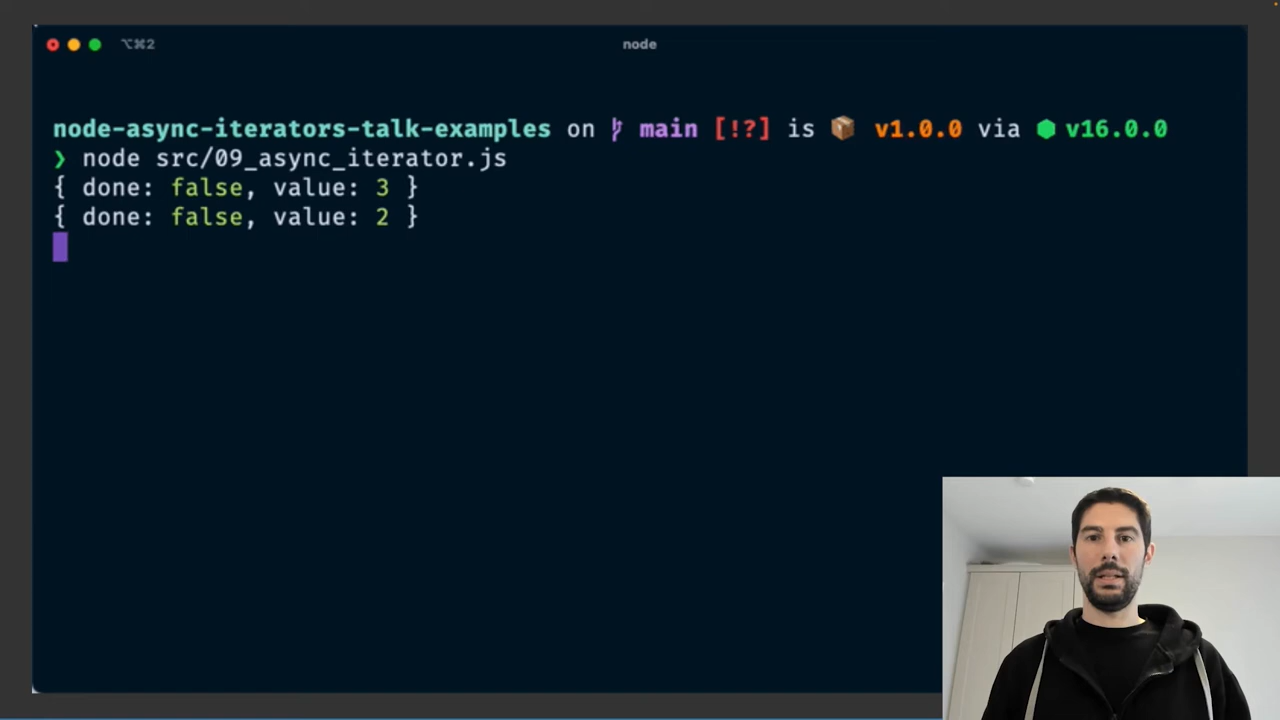 ⌥⌘2
node
node-async-iterators-talk-examples on main [!?] is 📦 v1.0.0 via ⬢ v16.0.0
❯ node src/09_async_iterator.js
{ done: false, value: 3 }
{ done: false, value: 2 }